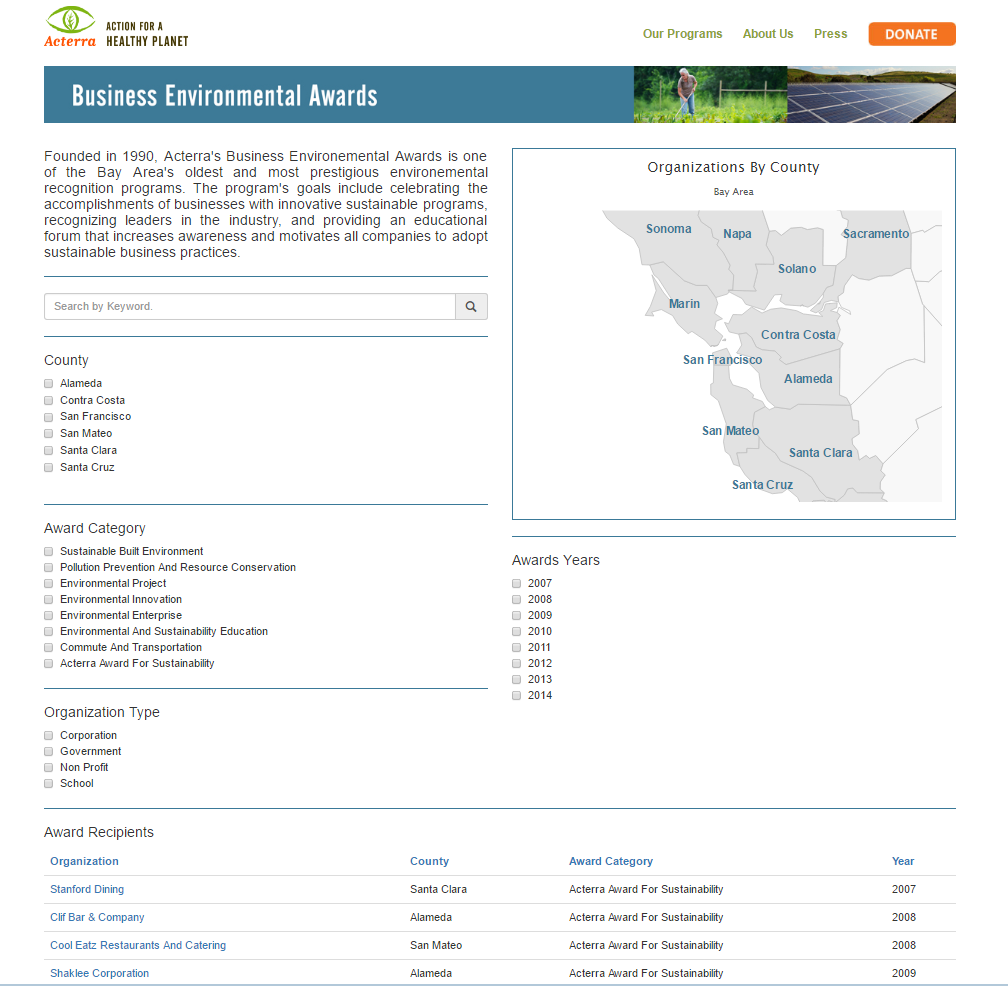 Acterra
ACTION FOR A
HEALTHY PLANET
Our Programs About Us Press DONATE
Business Environmental Awards
Founded in 1990, Acterra's Business Environemental Awards is one
of the Bay Area's oldest and most prestigious environemental
recognition programs. The program's goals include celebrating the
accomplishments of businesses with innovative sustainable programs,
recognizing leaders in the industry, and providing an educational
forum that increases awareness and motivates all companies to adopt
sustainable business practices.
Search by Keyword.
County
Alameda
Contra Costa
San Francisco
San Mateo
Santa Clara
Santa Cruz
Award Category
Sustainable Built Environment
Pollution Prevention And Resource Conservation
Environmental Project
Environmental Innovation
Environmental Enterprise
Environmental And Sustainability Education
Commute And Transportation
Acterra Award For Sustainability
Organization Type
Corporation
Government
Non Profit
School
Organizations By County
Bay Area
Sonoma
Napa
Sacramento
Solano
Marin
Contra Costa
San Francisco
Alameda
San Mateo
Santa Clara
Santa Cruz
Awards Years
2007
2008
2009
2010
2011
2012
2013
2014
Award Recipients
Organization County Award Category Year
Stanford Dining Santa Clara Acterra Award For Sustainability 2007
Clif Bar & Company Alameda Acterra Award For Sustainability 2008
Cool Eatz Restaurants And Catering San Mateo Acterra Award For Sustainability 2008
Shaklee Corporation Alameda Acterra Award For Sustainability 2009